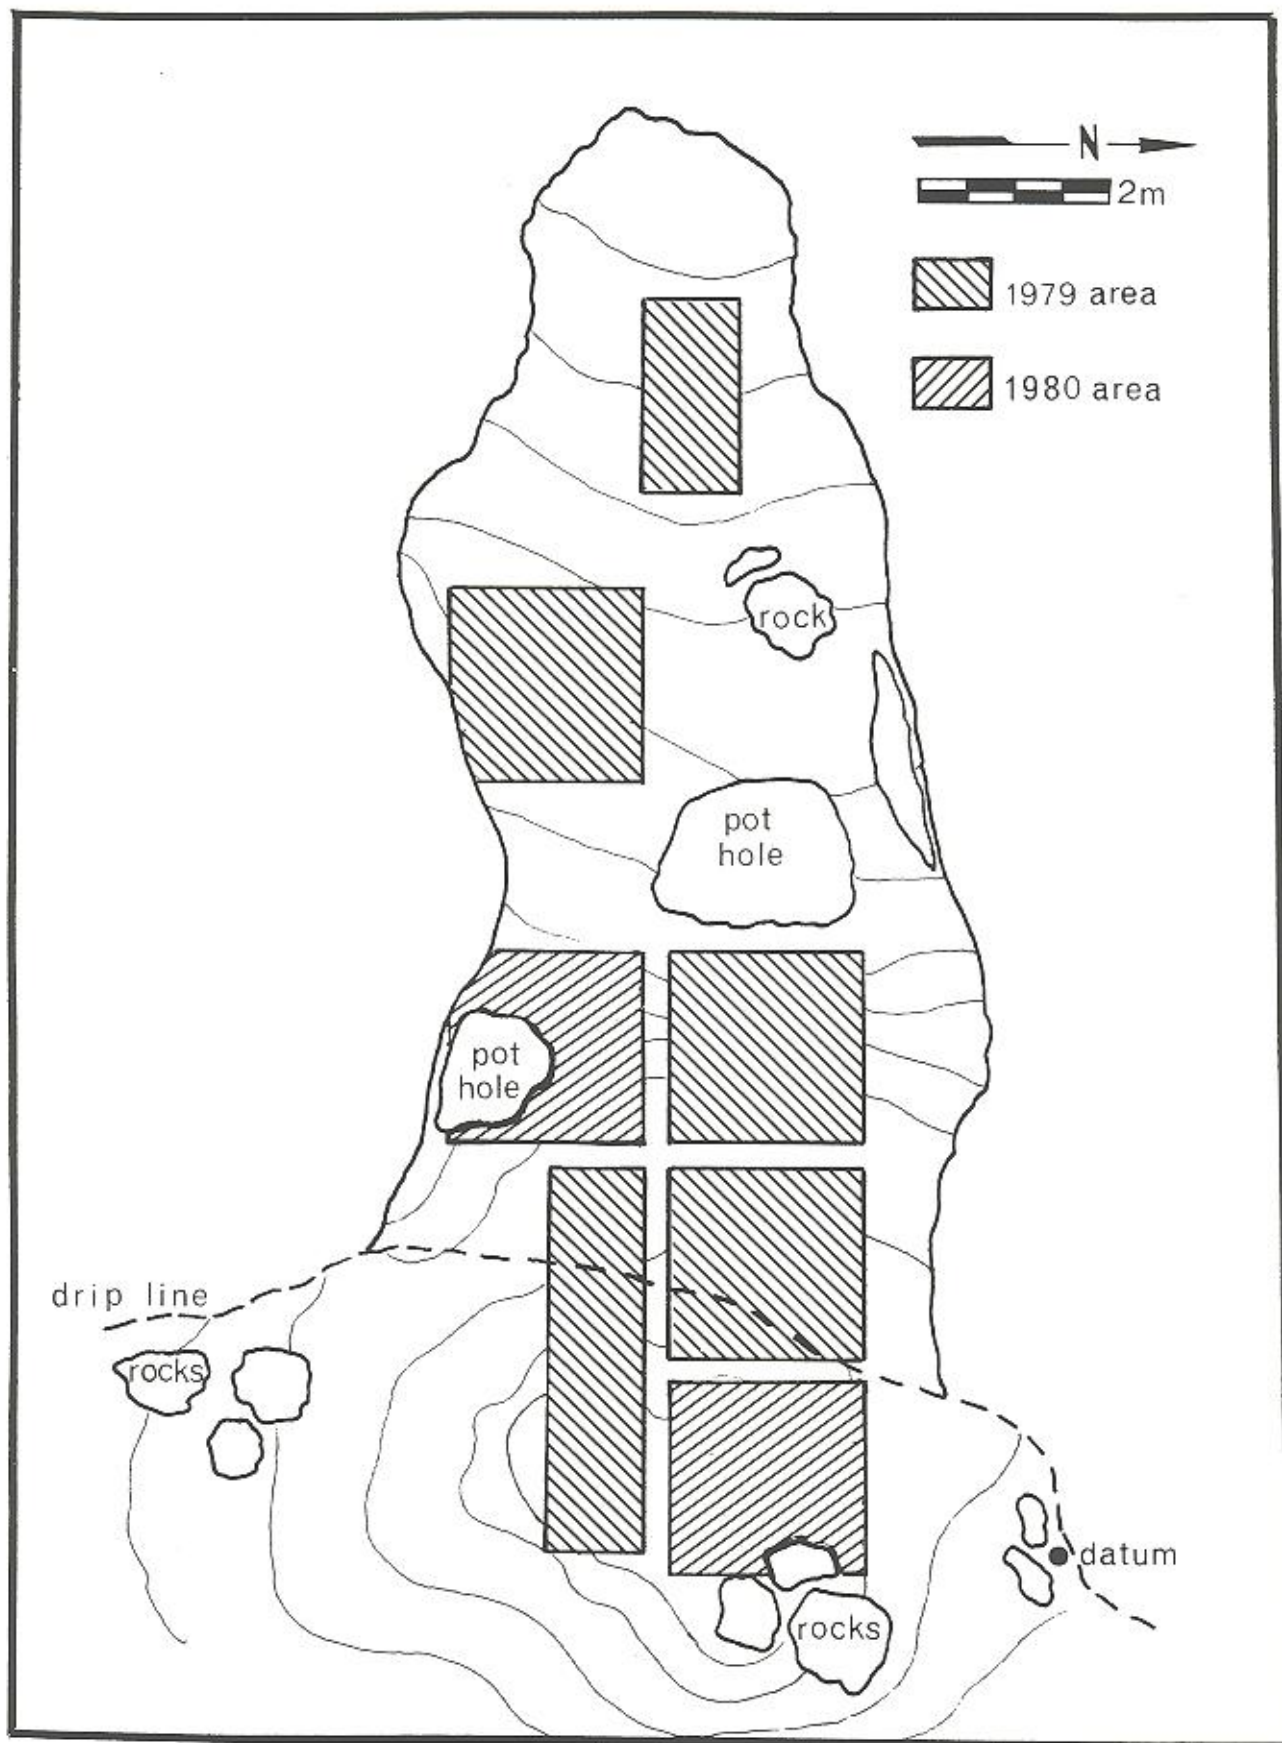 N
2m
1979 area
1980 area
rock
pot
hole
pot
hole
drip line
rocks
datum
rocks